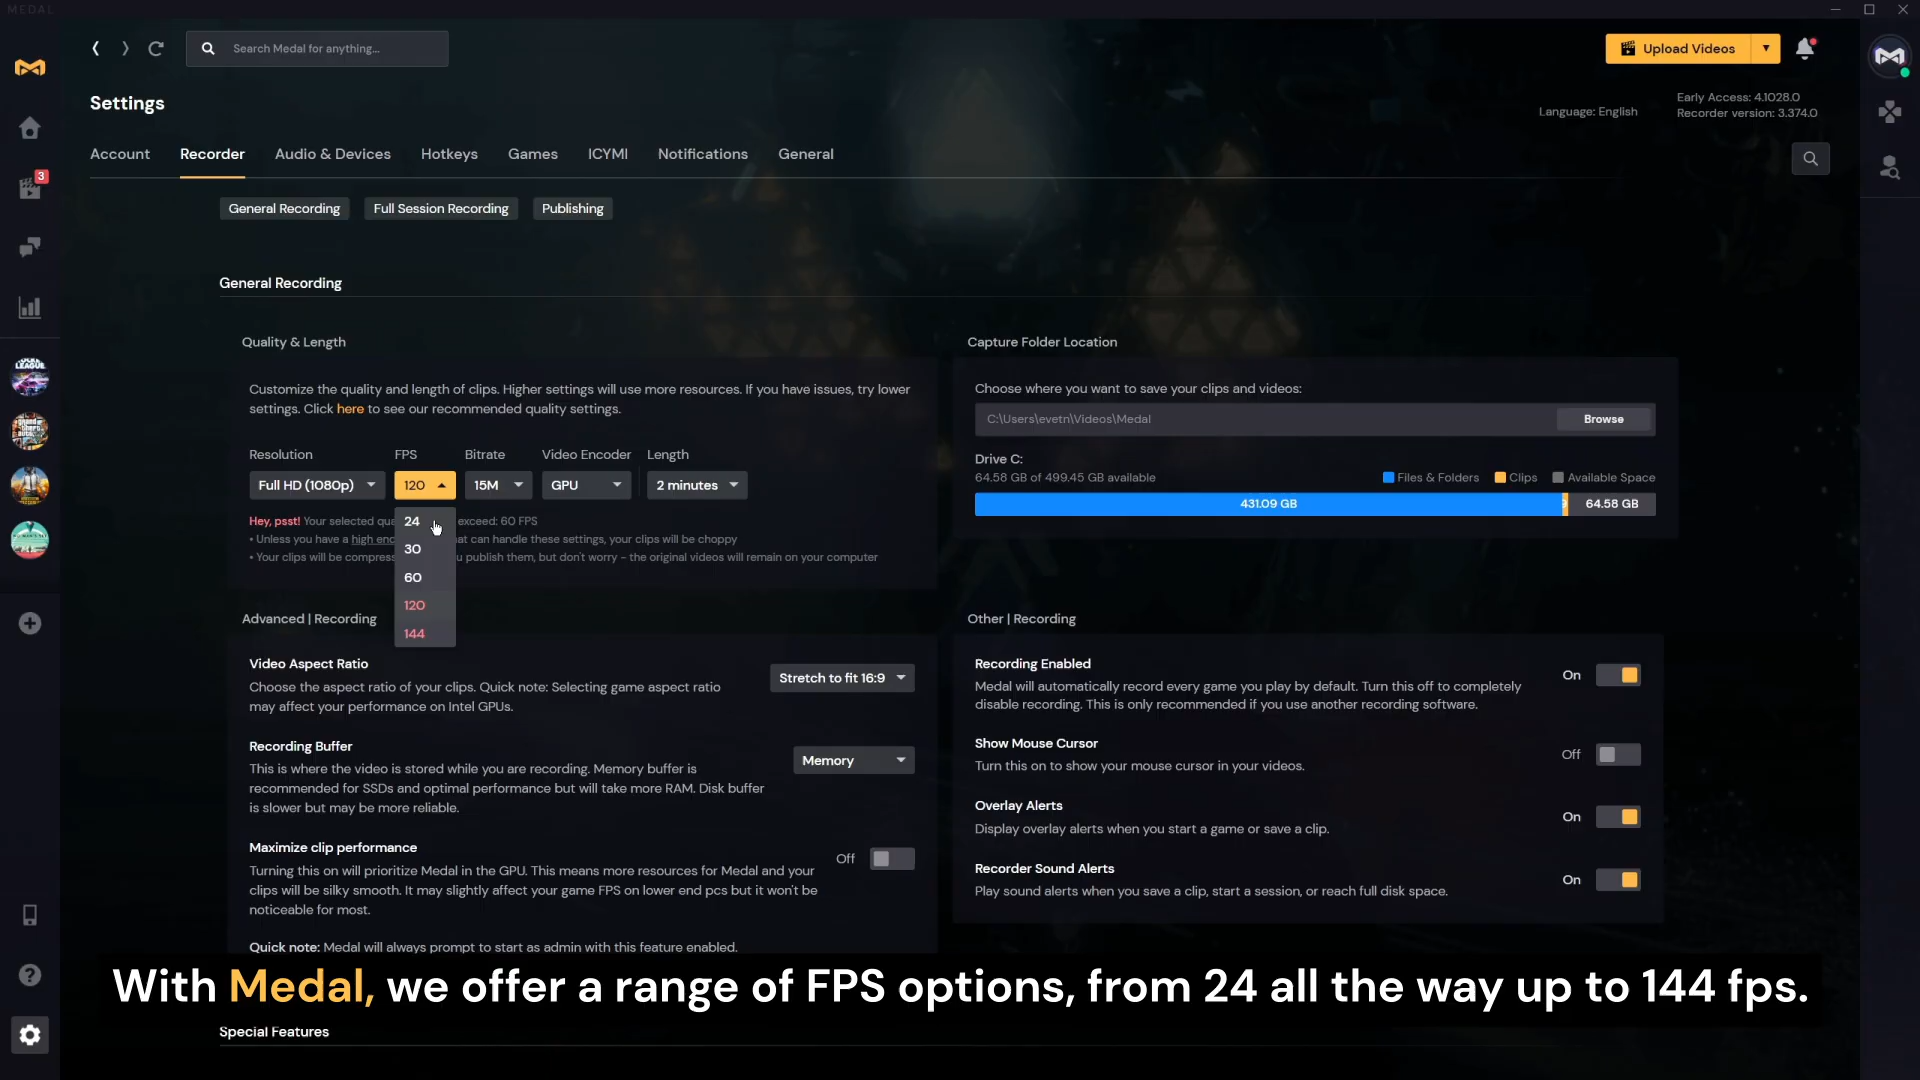 MEDAL
Search Medal for anything...
Upload Videos
Settings
Language: English
Early Access: 4.1028.0
Recorder version: 3.374.0
Account
Recorder
Audio & Devices
Hotkeys
Games
ICYMI
Notifications
General
3
General Recording
Full Session Recording
Publishing
General Recording
Quality & Length
Customize the quality and length of clips. Higher settings will use more resources. If you have issues, try lower
settings. Click here to see our recommended quality settings.
Resolution
FPS
Bitrate
Video Encoder
Length
Full HD (1080p)
120
15M
GPU
2 minutes
24
30
60
120
144
Hey, psst! Your selected exceed: 60 FPS
• Unless you have a high can handle these settings, your clips will be choppy
• Your clips will be publish them, but don't worry – the original videos will remain on your computer
Capture Folder Location
Choose where you want to save your clips and videos:
C:\Users\evetn\Videos\Medal
Browse
Drive C:
64.58 GB of 499.45 GB available
Files & Folders
Clips
Available Space
431.09 GB
64.58 GB
Advanced | Recording
Video Aspect Ratio
Choose the aspect ratio of your clips. Quick note: Selecting game aspect ratio
may affect your performance on Intel GPUs.
Stretch to fit 16:9
Recording Buffer
This is where the video is stored while you are recording. Memory buffer is
recommended for SSDs and optimal performance but will take more RAM. Disk buffer
is slower but may be more reliable.
Memory
Maximize clip performance
Turning this on will prioritize Medal in the GPU. This means more resources for Medal and your
clips will be silky smooth. It may slightly affect your game FPS on lower end pcs but it won't be
noticeable for most.
Off
Quick note: Medal will always prompt to start as admin with this feature enabled.
Other | Recording
Recording Enabled
Medal will automatically record every game you play by default. Turn this off to completely
disable recording. This is only recommended if you use another recording software.
On
Show Mouse Cursor
Turn this on to show your mouse cursor in your videos.
Off
Overlay Alerts
Display overlay alerts when you start a game or save a clip.
On
Recorder Sound Alerts
Play sound alerts when you save a clip, start a session, or reach full disk space.
On
With Medal, we offer a range of FPS options, from 24 all the way up to 144 fps.
Special Features